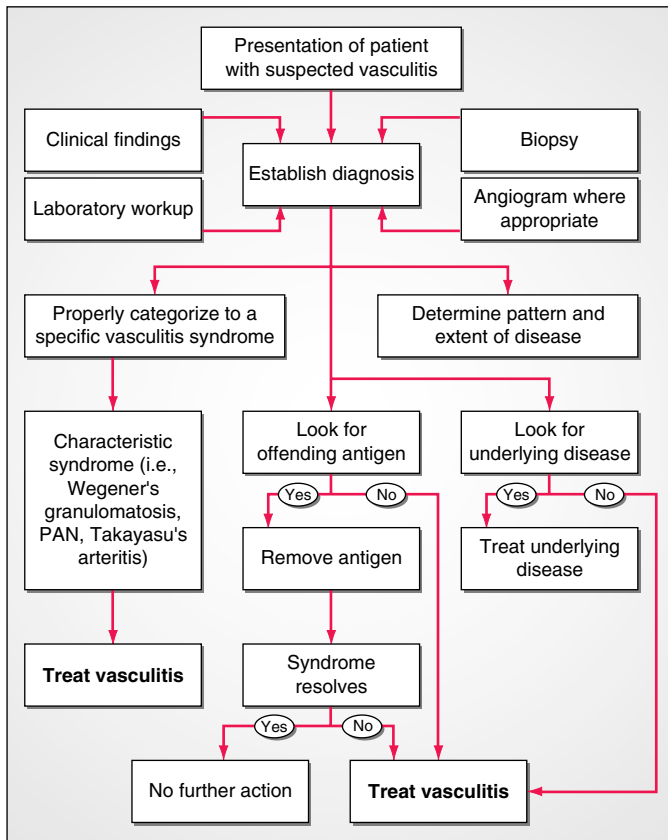 Presentation of patient
with suspected vasculitis
Clinical findings
Biopsy
Establish diagnosis
Laboratory workup
Angiogram where
appropriate
Properly categorize to a
specific vasculitis syndrome
Determine pattern and
extent of disease
Characteristic
syndrome (i.e.,
Wegener's
granulomatosis,
PAN, Takayasu's
arteritis)
Look for
offending antigen
Look for
underlying disease
Yes
No
Yes
No
Remove antigen
Treat underlying
disease
Treat vasculitis
Syndrome
resolves
Yes
No
No further action
Treat vasculitis